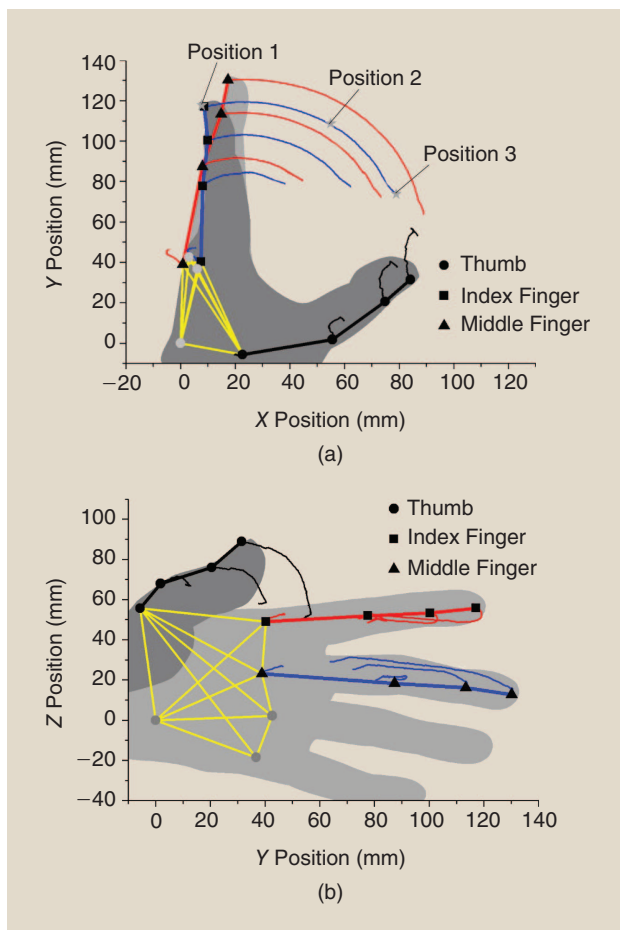 Position 1
Position 2
Position 3
Y Position (mm)
140
120
100
80
60
40
20
0
−20 0 20 40 60 80 100 120
X Position (mm)
Thumb
Index Finger
Middle Finger
(a)
Z Position (mm)
100
80
60
40
20
0
−20
−40
0 20 40 60 80 100 120 140
Y Position (mm)
Thumb
Index Finger
Middle Finger
(b)